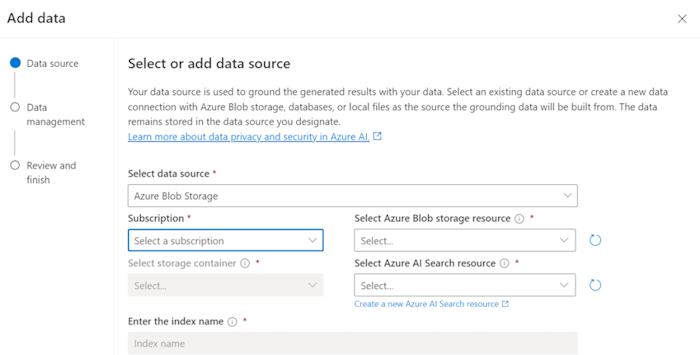 Add data
Data source
Data
management
Review and
finish
Select or add data source
Your data source is used to ground the generated results with your data. Select an existing data source or create a new data
connection with Azure Blob storage, databases, or local files as the source the grounding data will be built from. The data
remains stored in the data source you designate.
Learn more about data privacy and security in Azure AI.
Select data source *
Azure Blob Storage
Subscription *
Select a subscription
Select Azure Blob storage resource *
Select...
Select storage container *
Select...
Select Azure AI Search resource *
Select...
Create a new Azure AI Search resource
Enter the index name *
Index name